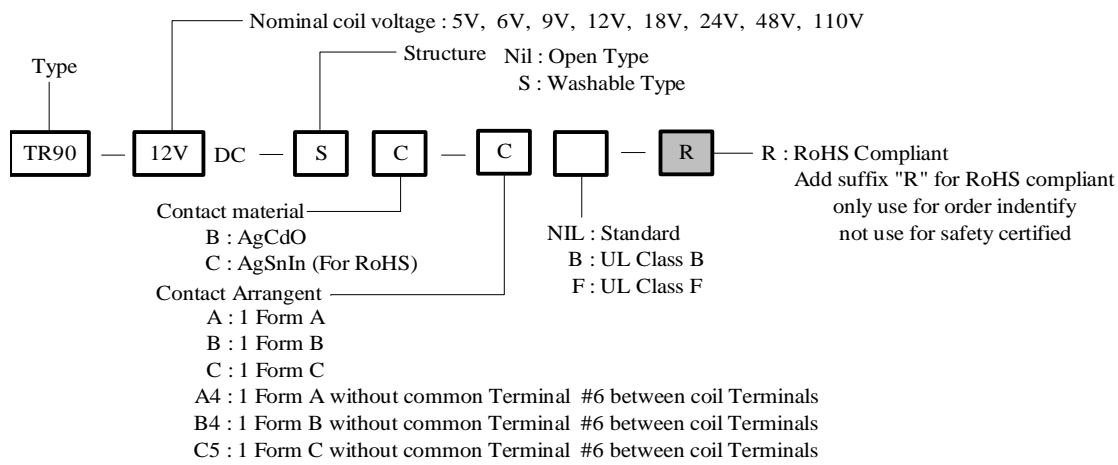 Nominal coil voltage : 5V, 6V, 9V, 12V, 18V, 24V, 48V, 110V
Structure Nil : Open Type
S : Washable Type
Type
TR90 — 12V DC — S C — C — R
R : RoHS Compliant
Add suffix "R" for RoHS compliant
only use for order indentify
not use for safety certified
Contact material
B : AgCdO
C : AgSnIn (For RoHS)
NIL : Standard
B : UL Class B
F : UL Class F
Contact Arrangent
A : 1 Form A
B : 1 Form B
C : 1 Form C
A4 : 1 Form A without common Terminal #6 between coil Terminals
B4 : 1 Form B without common Terminal #6 between coil Terminals
C5 : 1 Form C without common Terminal #6 between coil Terminals